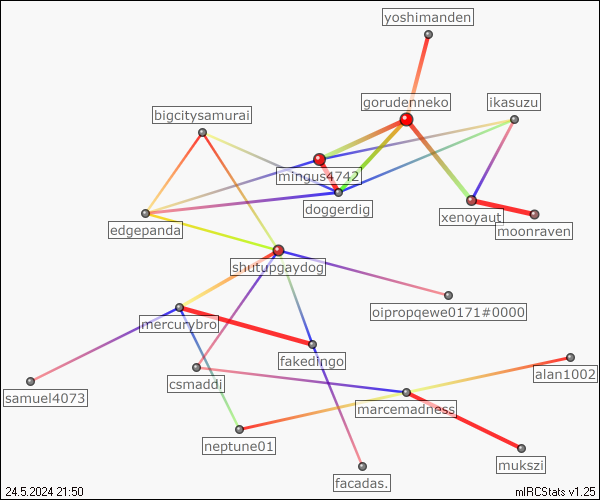 yoshimanden
gorudenneko
ikasuzu
bigcitysamurai
mingus4742
doggerdig
xenoyaut
moonraven
edgepanda
shutupgaydog
oipropqewe0171#0000
mercurybro
fakedingo
alan1002
csmaddi
samuel4073
marcemadness
neptune01
mukszi
facadas.
24.5.2024 21:50
mIRCStats v1.25